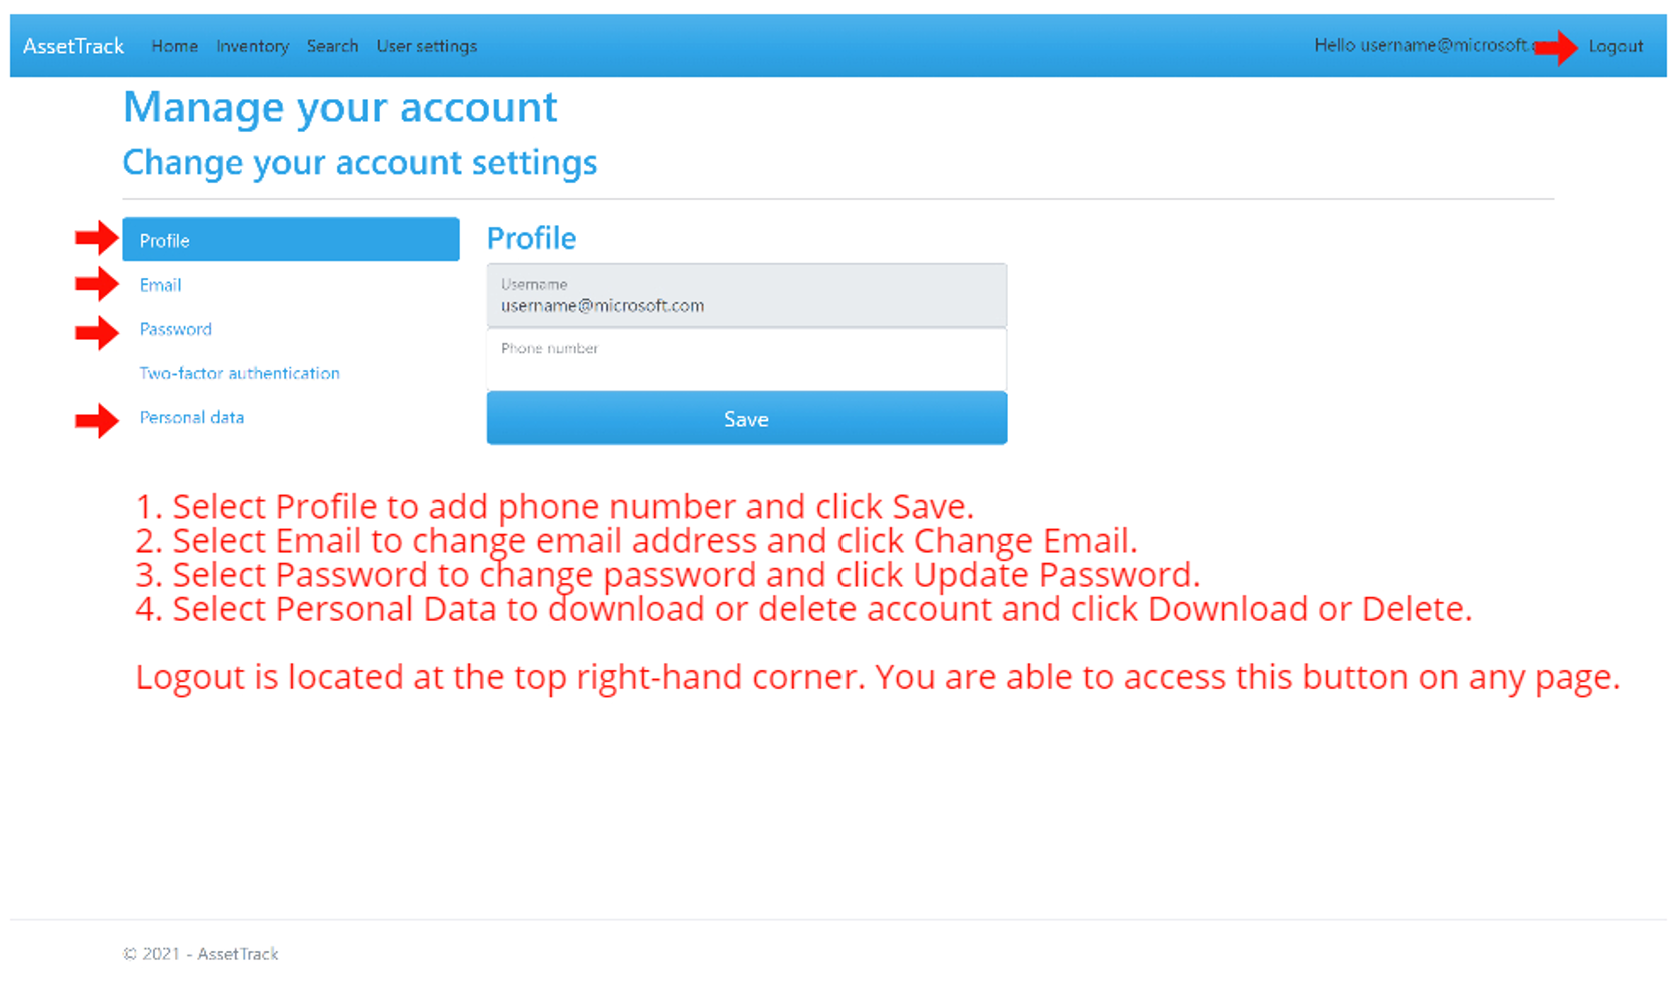 AssetTrack Home Inventory Search User settings Hello username@microsoft. Logout
Manage your account
Change your account settings
Profile
Email
Password
Two-factor authentication
Personal data
Profile
Username
username@microsoft.com
Phone number
Save
1. Select Profile to add phone number and click Save.
2. Select Email to change email address and click Change Email.
3. Select Password to change password and click Update Password.
4. Select Personal Data to download or delete account and click Download or Delete.
Logout is located at the top right-hand corner. You are able to access this button on any page.
© 2021 - AssetTrack